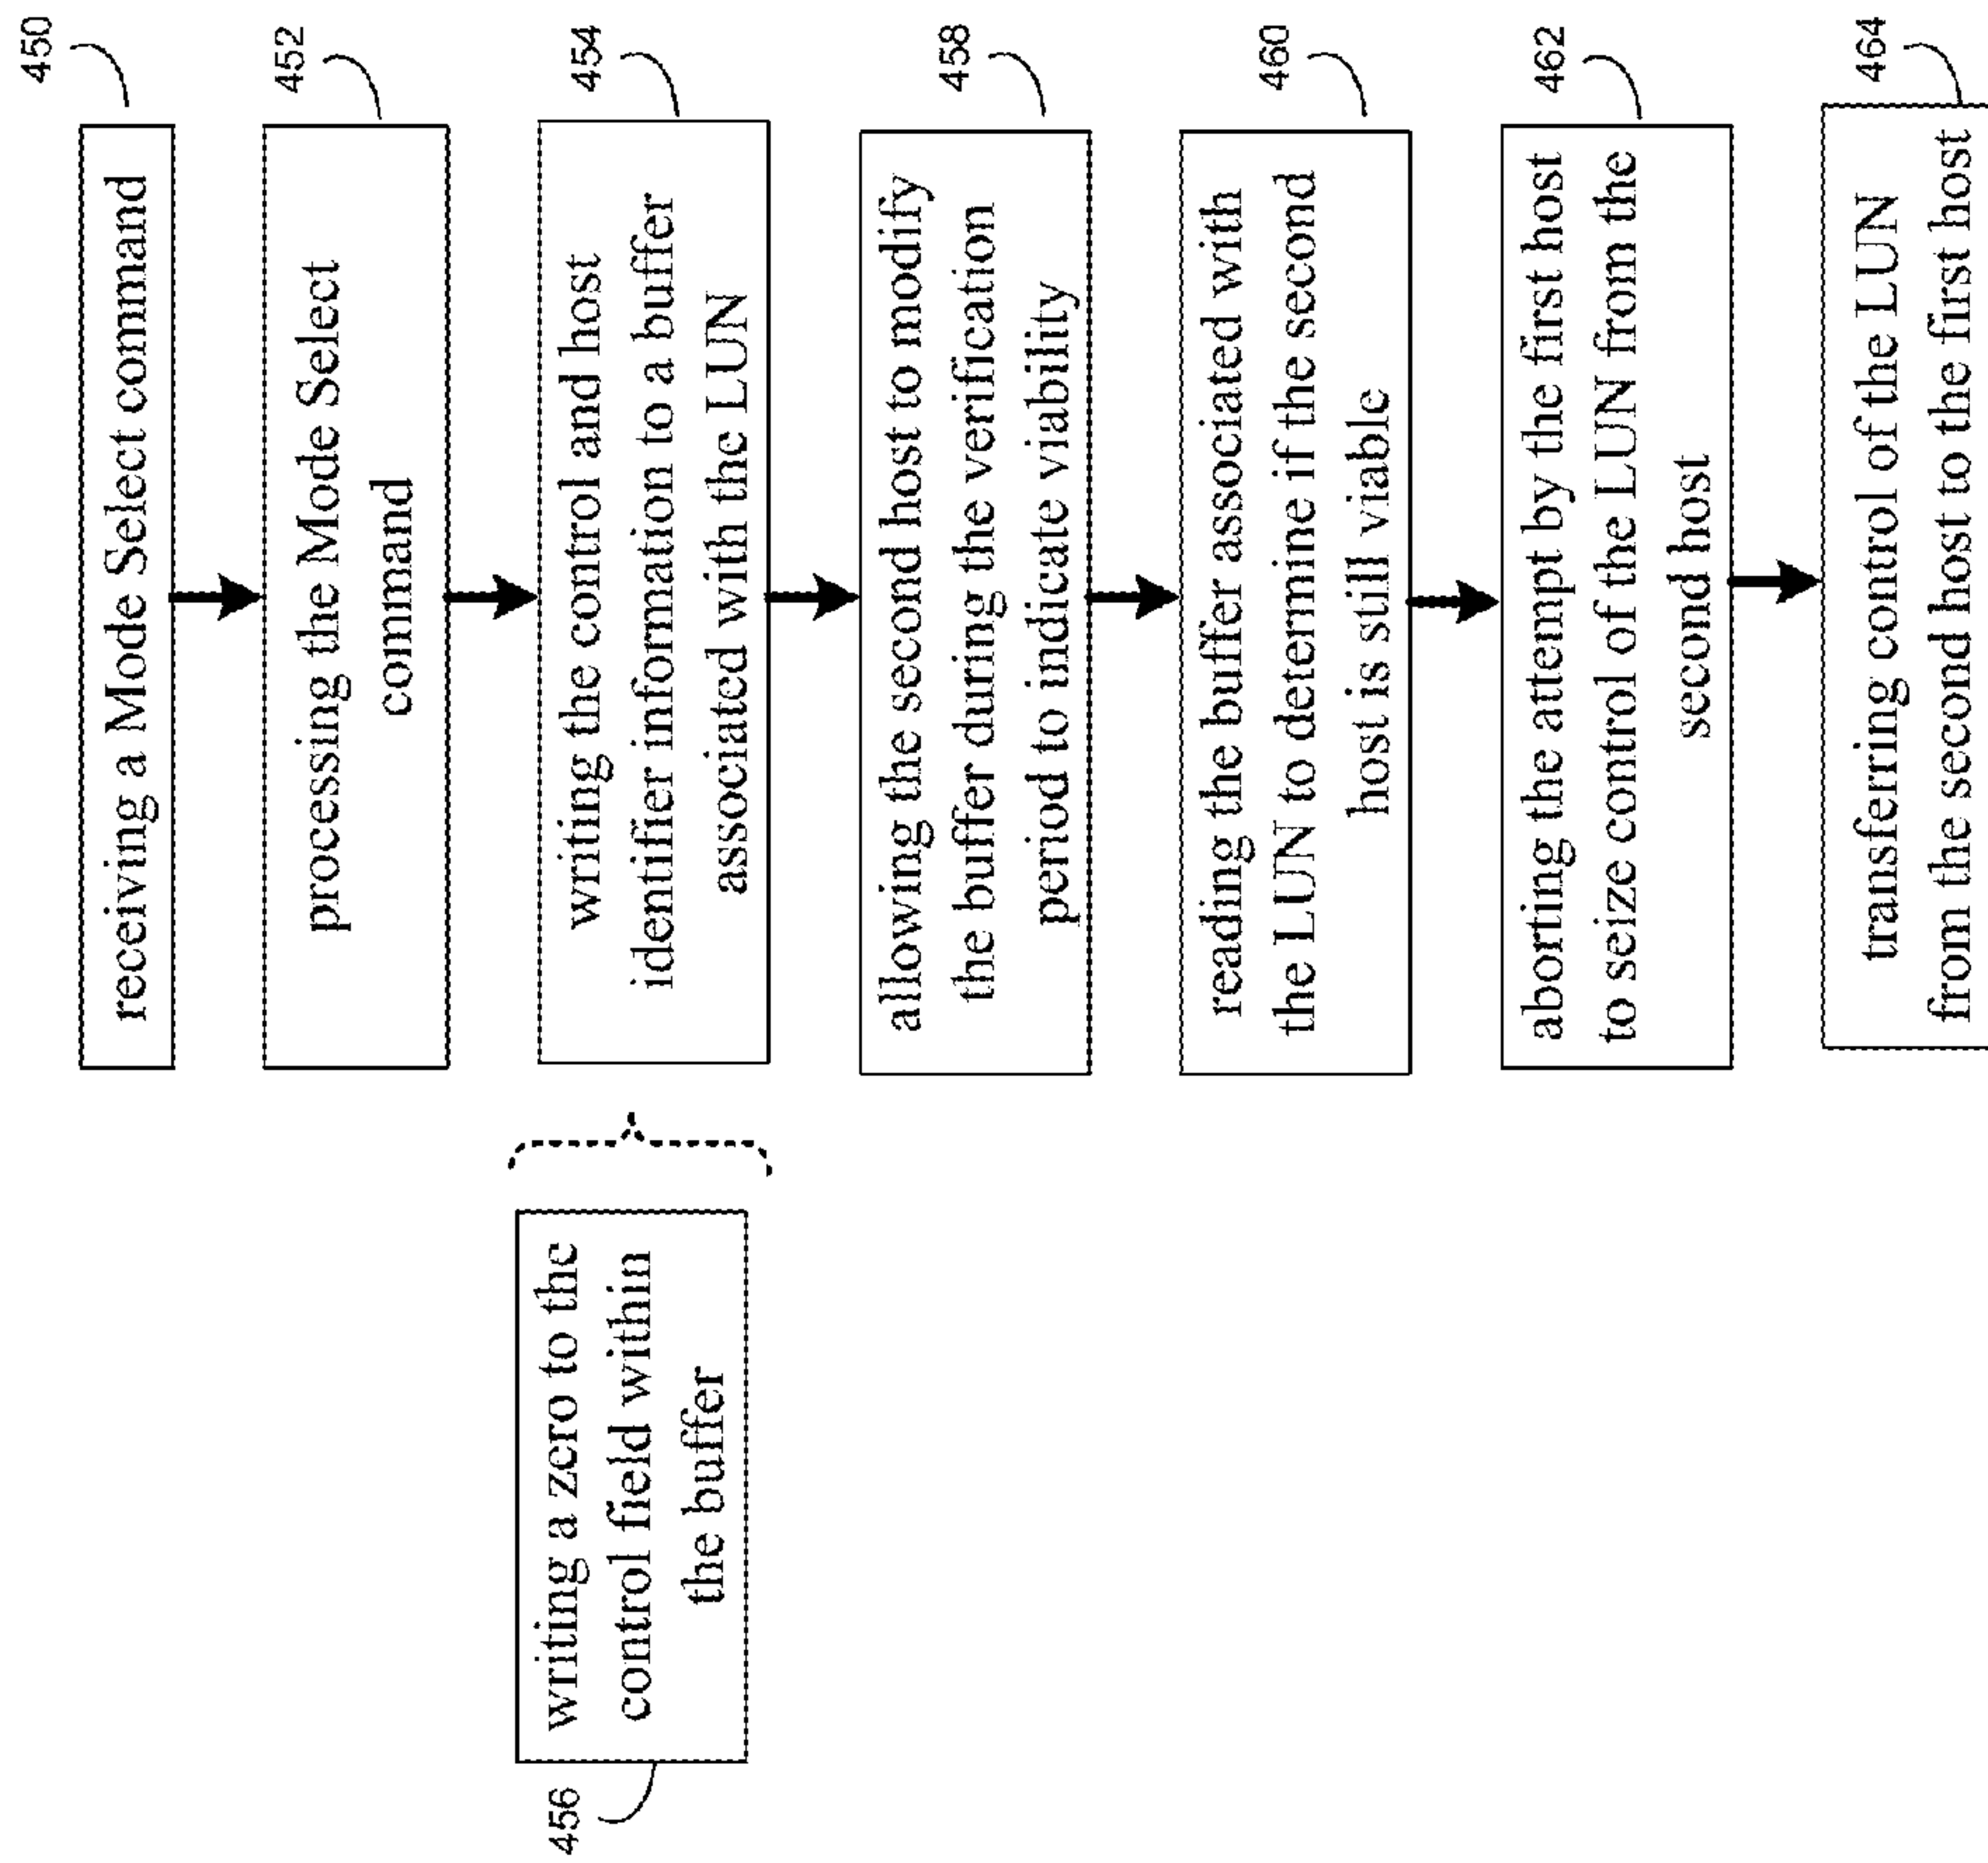 450
receiving a Mode Select command
452
processing the Mode Select
command
454
writing the control and host
identifier information to a buffer
associated with the LUN
456
writing a zero to the
control field within
the buffer
458
allowing the second host to modify
the buffer during the verification
period to indicate viability
460
reading the buffer associated with
the LUN to determine if the second
host is still viable
462
aborting the attempt by the first host
to seize control of the LUN from the
second host
464
transferring control of the LUN
from the second host to the first host